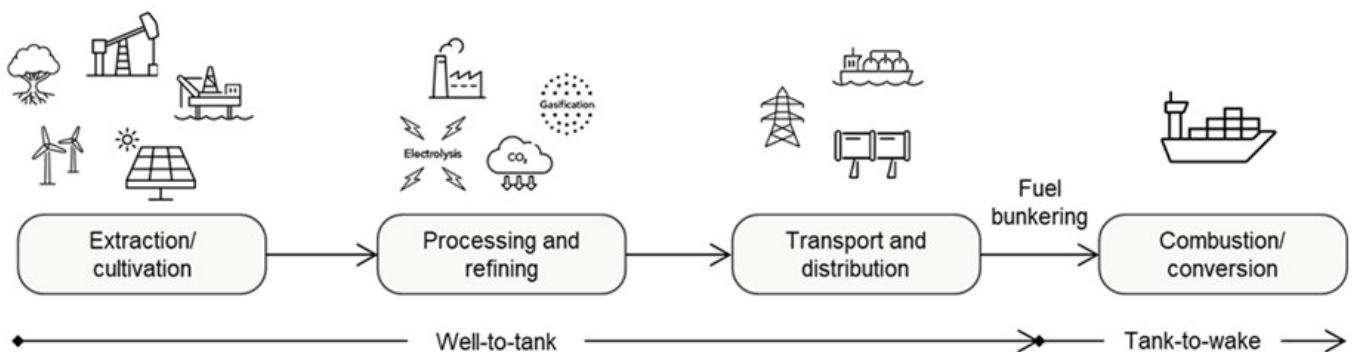 Gasification
Electrolysis
CO₂
Fuel
bunkering
Extraction/
cultivation
Processing and
refining
Transport and
distribution
Combustion/
conversion
Well-to-tank
Tank-to-wake